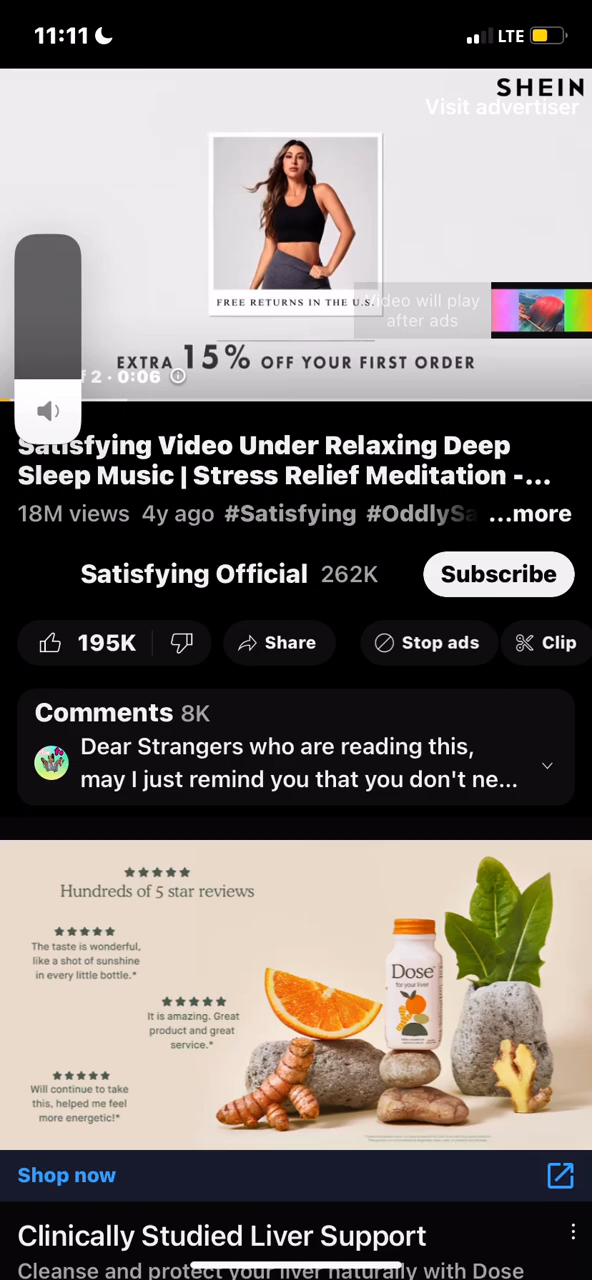 11:11
LTE
SHEIN
Visit advertiser
FREE RETURNS IN THE U.S.
Video will play
after ads
EXTRA 15% OFF YOUR FIRST ORDER
f 2 · 0:06
Satisfying Video Under Relaxing Deep
Sleep Music | Stress Relief Meditation -...
18M views 4y ago #Satisfying #OddlySa ...more
Satisfying Official 262K
Subscribe
195K
Share
Stop ads
Clip
Comments 8K
Dear Strangers who are reading this,
may I just remind you that you don't ne...
Hundreds of 5 star reviews
The taste is wonderful,
like a shot of sunshine
in every little bottle.*
It is amazing. Great
product and great
service.*
Will continue to take
this, helped me feel
more energetic!*
Dose
for your liver
Shop now
Clinically Studied Liver Support
Cleanse and protect your liver naturally with Dose